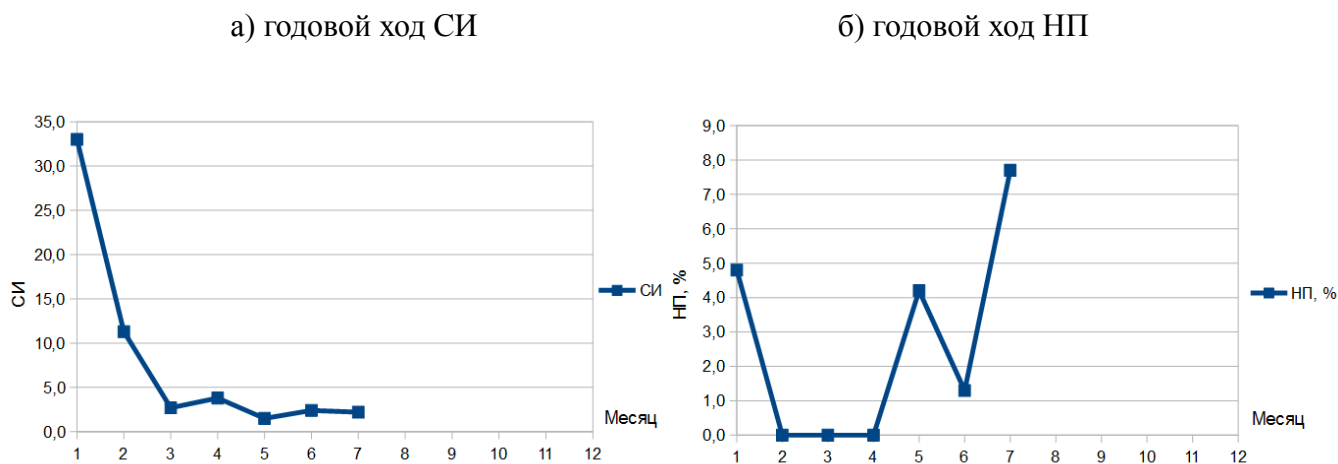 а) годовой ход СИ
б) годовой ход НП
35,0
30,0
25,0
20,0
15,0
10,0
5,0
0,0
СИ
1 2 3 4 5 6 7 8 9 10 11 12
Месяц
СИ
9,0
8,0
7,0
6,0
5,0
4,0
3,0
2,0
1,0
0,0
НП, %
1 2 3 4 5 6 7 8 9 10 11 12
Месяц
НП, %